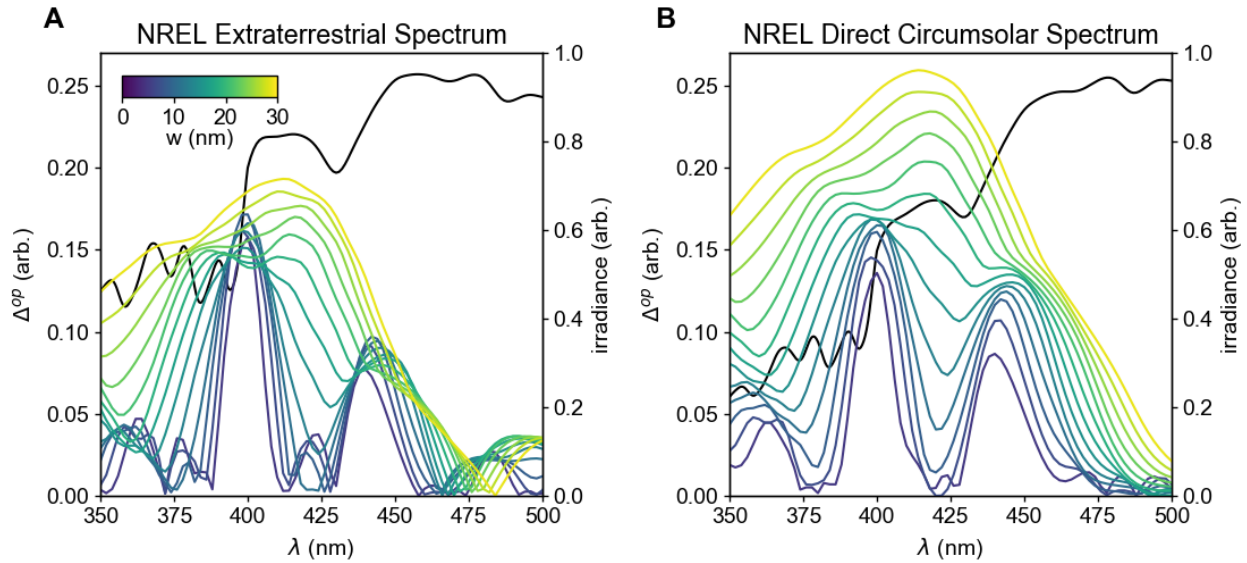 A
NREL Extraterrestrial Spectrum
0.25
0.20
0.15
0.10
0.05
0.00
Δ^op (arb.)
0 10 20 30
w (nm)
1.0
0.8
0.6
0.4
0.2
0.0
irradiance (arb.)
350 375 400 425 450 475 500
λ (nm)
B
NREL Direct Circumsolar Spectrum
0.25
0.20
0.15
0.10
0.05
0.00
Δ^op (arb.)
1.0
0.8
0.6
0.4
0.2
0.0
irradiance (arb.)
350 375 400 425 450 475 500
λ (nm)